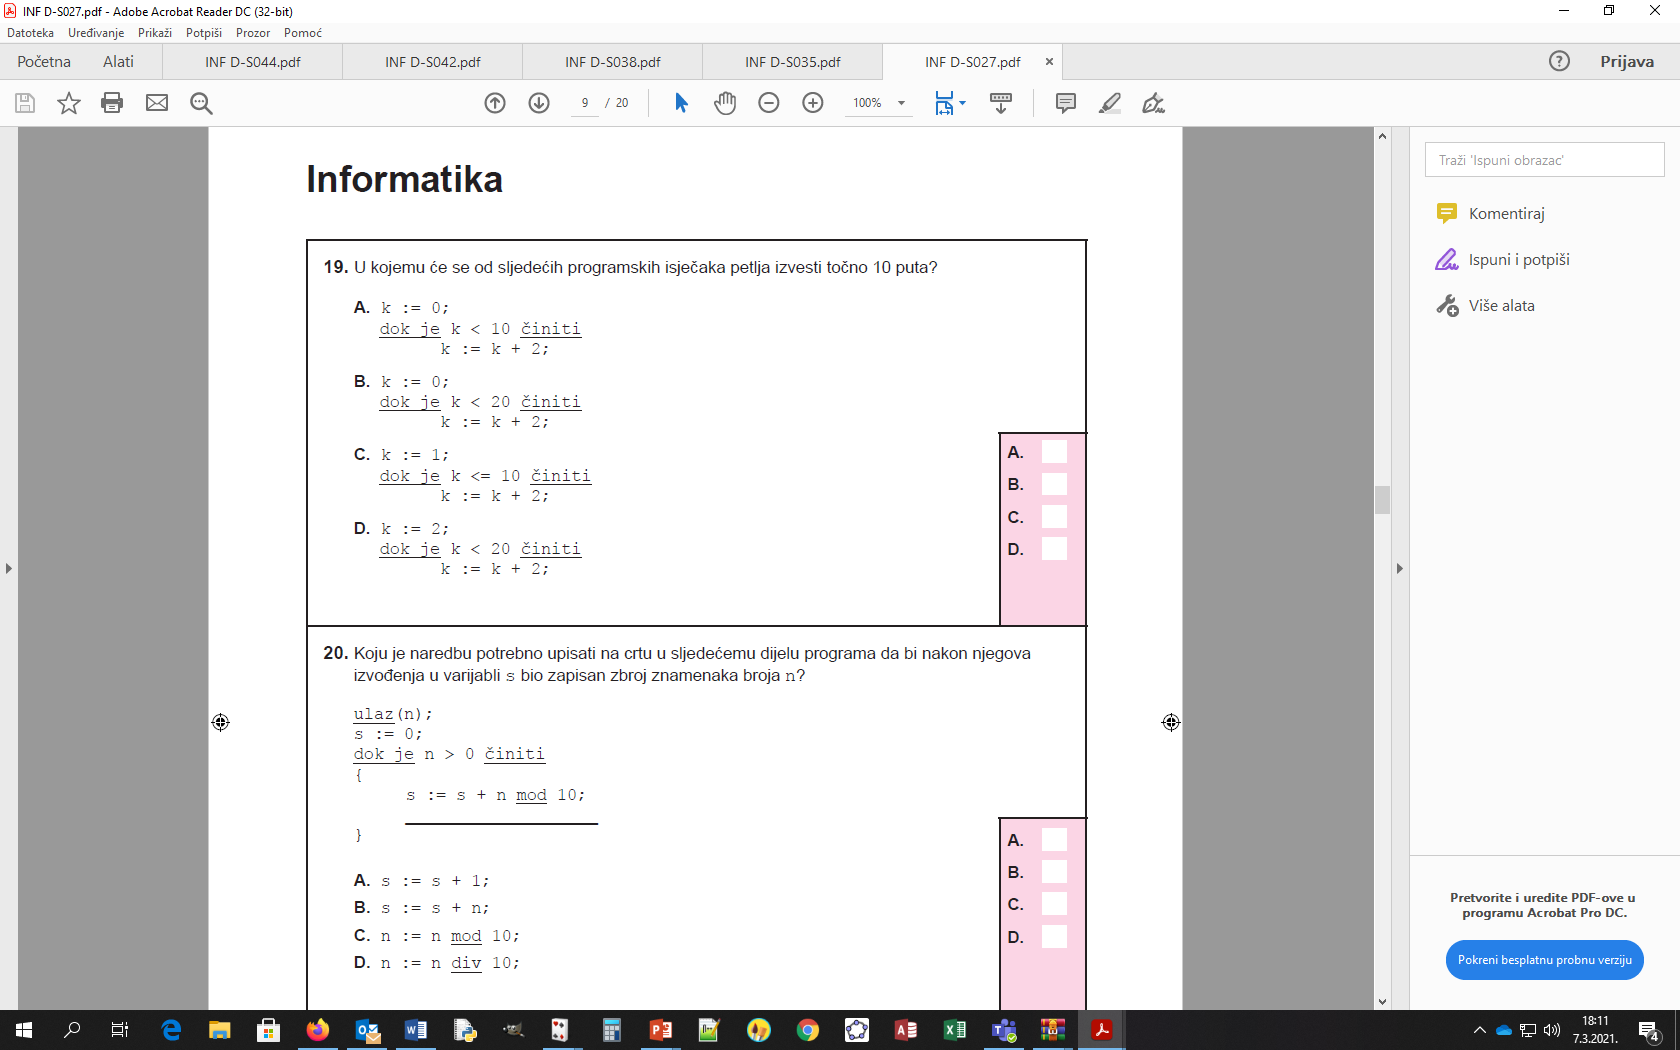 INF D-S027.pdf - Adobe Acrobat Reader DC (32-bit)
Datoteka Uređivanje Prikaži Potpiši Prozor Pomoć
Početna Alati INF D-S044.pdf INF D-S042.pdf INF D-S038.pdf INF D-S035.pdf INF D-S027.pdf × ? Prijava
9 / 20 100%
Traži 'Ispuni obrazac'
Komentiraj
Ispuni i potpiši
Više alata
Informatika
19. U kojemu će se od sljedećih programskih isječaka petlja izvesti točno 10 puta?
A. k := 0;
dok je k < 10 činiti
k := k + 2;
B. k := 0;
dok je k < 20 činiti
k := k + 2;
C. k := 1;
dok je k <= 10 činiti
k := k + 2;
D. k := 2;
dok je k < 20 činiti
k := k + 2;
A.
B.
C.
D.
20. Koju je naredbu potrebno upisati na crtu u sljedećemu dijelu programa da bi nakon njegova
izvođenja u varijabli s bio zapisan zbroj znamenaka broja n?
ulaz(n);
s := 0;
dok je n > 0 činiti
{
s := s + n mod 10;
}
A. s := s + 1;
B. s := s + n;
C. n := n mod 10;
D. n := n div 10;
A.
B.
C.
D.
Pretvorite i uredite PDF-ove u
programu Acrobat Pro DC.
Pokreni besplatnu probnu verziju
18:11
7.3.2021.
4